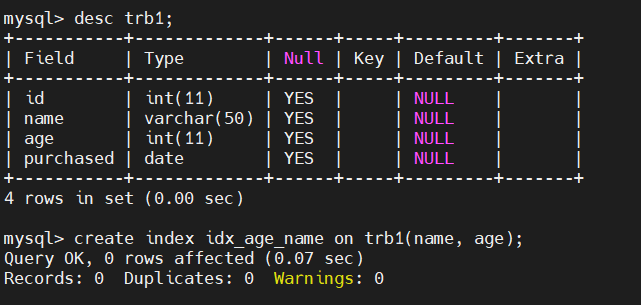 mysql> desc trb1;
+-----------+-------------+------+-----+---------+-------+
| Field     | Type        | Null | Key | Default | Extra |
+-----------+-------------+------+-----+---------+-------+
| id        | int(11)     | YES  |     | NULL    |       |
| name      | varchar(50) | YES  |     | NULL    |       |
| age       | int(11)     | YES  |     | NULL    |       |
| purchased | date        | YES  |     | NULL    |       |
+-----------+-------------+------+-----+---------+-------+
4 rows in set (0.00 sec)
mysql> create index idx_age_name on trb1(name, age);
Query OK, 0 rows affected (0.07 sec)
Records: 0  Duplicates: 0  Warnings: 0